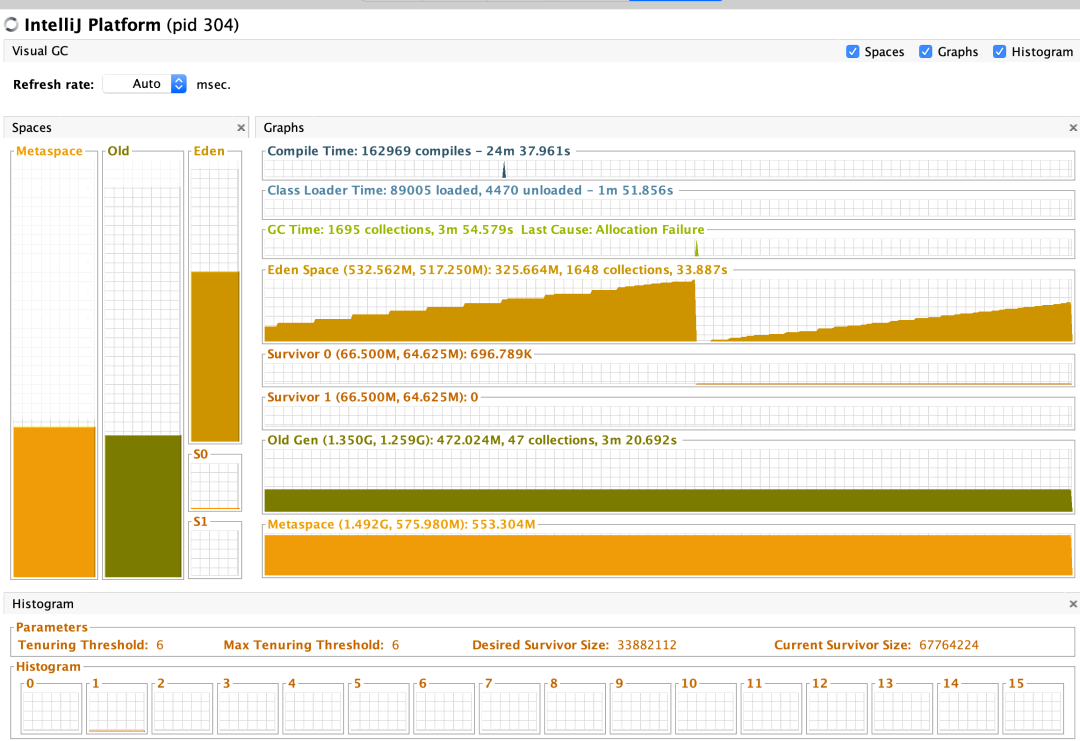 IntelliJ Platform (pid 304)
Visual GC
Spaces Graphs Histogram
Refresh rate: Auto msec.
Spaces
Metaspace Old Eden
S0
S1
Graphs
Compile Time: 162969 compiles - 24m 37.961s
Class Loader Time: 89005 loaded, 4470 unloaded - 1m 51.856s
GC Time: 1695 collections, 3m 54.579s Last Cause: Allocation Failure
Eden Space (532.562M, 517.250M): 325.664M, 1648 collections, 33.887s
Survivor 0 (66.500M, 64.625M): 696.789K
Survivor 1 (66.500M, 64.625M): 0
Old Gen (1.350G, 1.259G): 472.024M, 47 collections, 3m 20.692s
Metaspace (1.492G, 575.980M): 553.304M
Histogram
Parameters
Tenuring Threshold: 6 Max Tenuring Threshold: 6 Desired Survivor Size: 33882112 Current Survivor Size: 67764224
Histogram
0 1 2 3 4 5 6 7 8 9 10 11 12 13 14 15